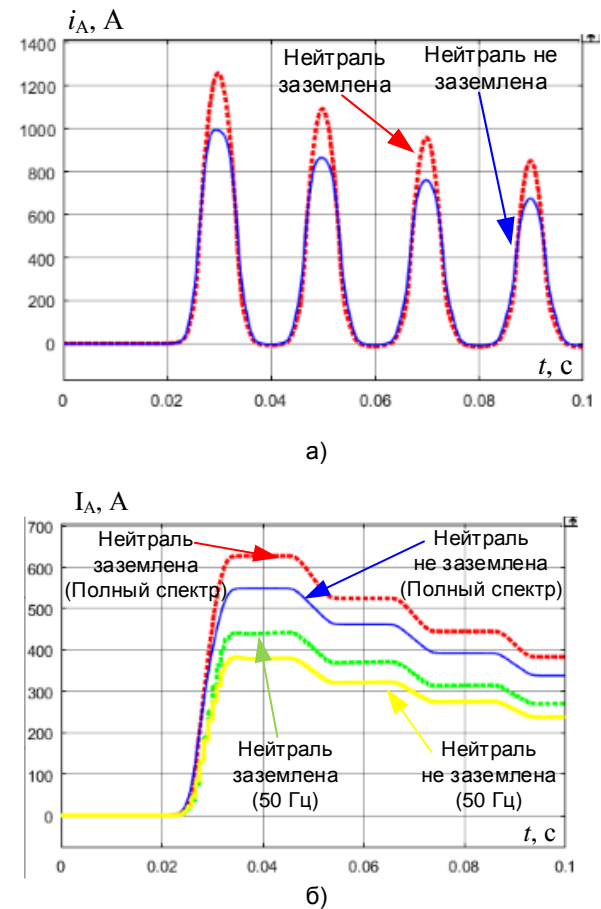 iA, А
1400
1200
1000
800
600
400
200
0
Нейтраль
заземлена
Нейтраль не
заземлена
t, с
0
0.02
0.04
0.06
0.08
0.1
а)
IA, А
700
600
500
400
300
200
100
0
Нейтраль
заземлена
(Полный спектр)
Нейтраль
не заземлена
(Полный спектр)
Нейтраль
заземлена
(50 Гц)
Нейтраль
не заземлена
(50 Гц)
t, с
0
0.02
0.04
0.06
0.08
0.1
б)